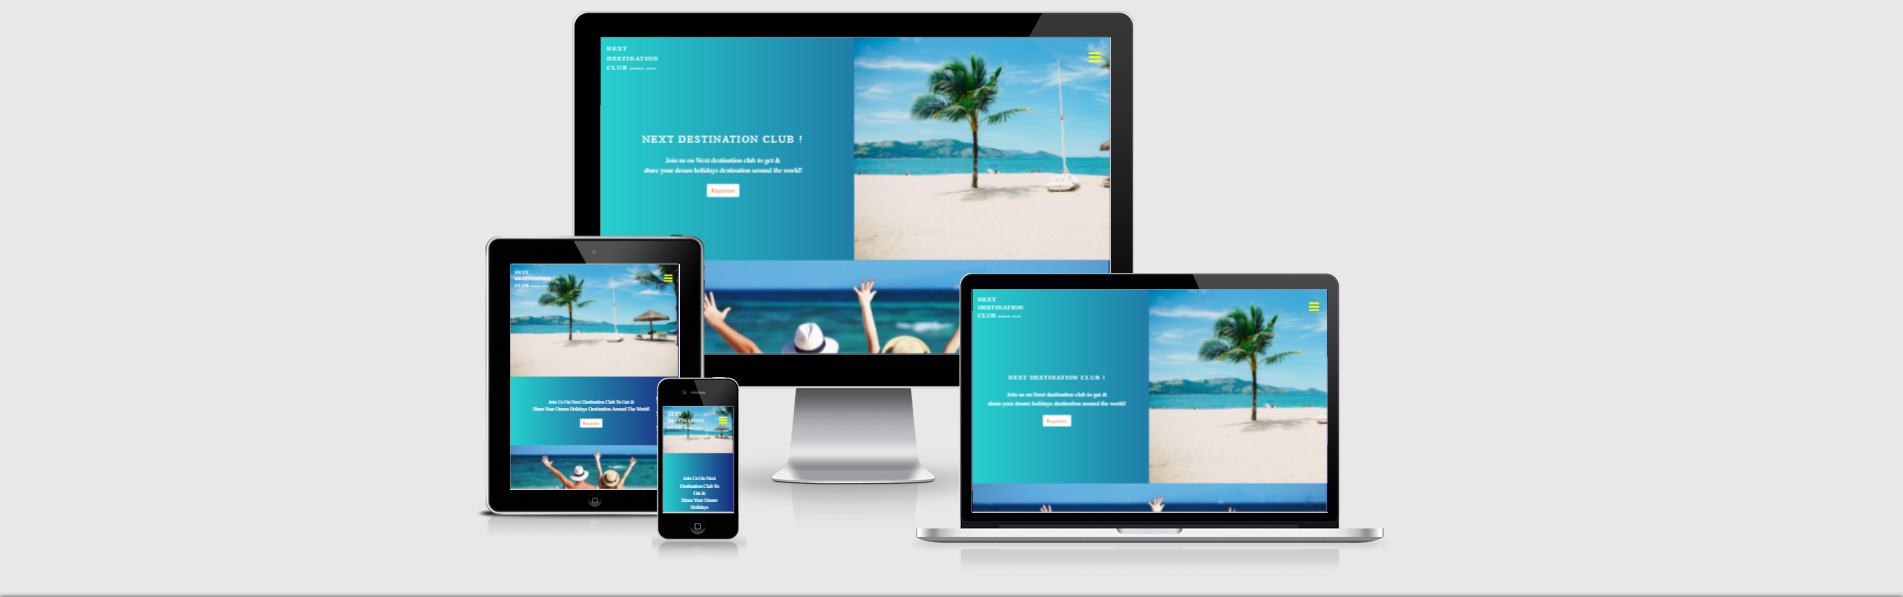 NEXT
DESTINATION
CLUB
NEXT DESTINATION CLUB !
Join us on Next destination club to get &
share your dream holidays destination around the world!
Register
NEXT
DESTINATION
CLUB
Join Us On Next Destination Club To Get &
Share Your Dream Holidays Destination Around The World!
Register
NEXT
DESTINATION
CLUB
Join Us On Next
Destination Club To
Get &
Share Your Dream
Holidays
NEXT
DESTINATION
CLUB
NEXT DESTINATION CLUB !
Join us on Next destination club to get &
share your dream holidays destination around the world!
Register